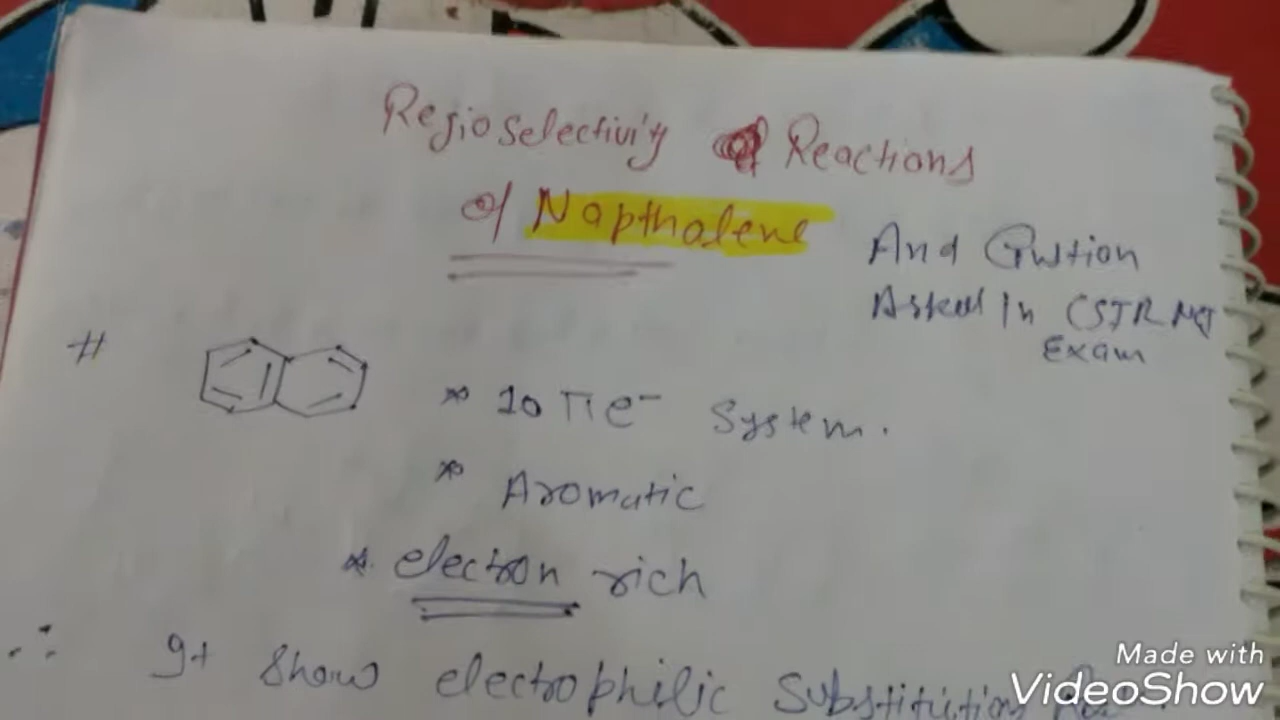 Regioselectivity of Reactions
of Napthalene
And Qustion
Asked In CSIR NET
Exam
#
* 10 π e⁻ System.
* Aromatic
* electron rich
∴ It Show electrophilic Substitution
Made with
VideoShow